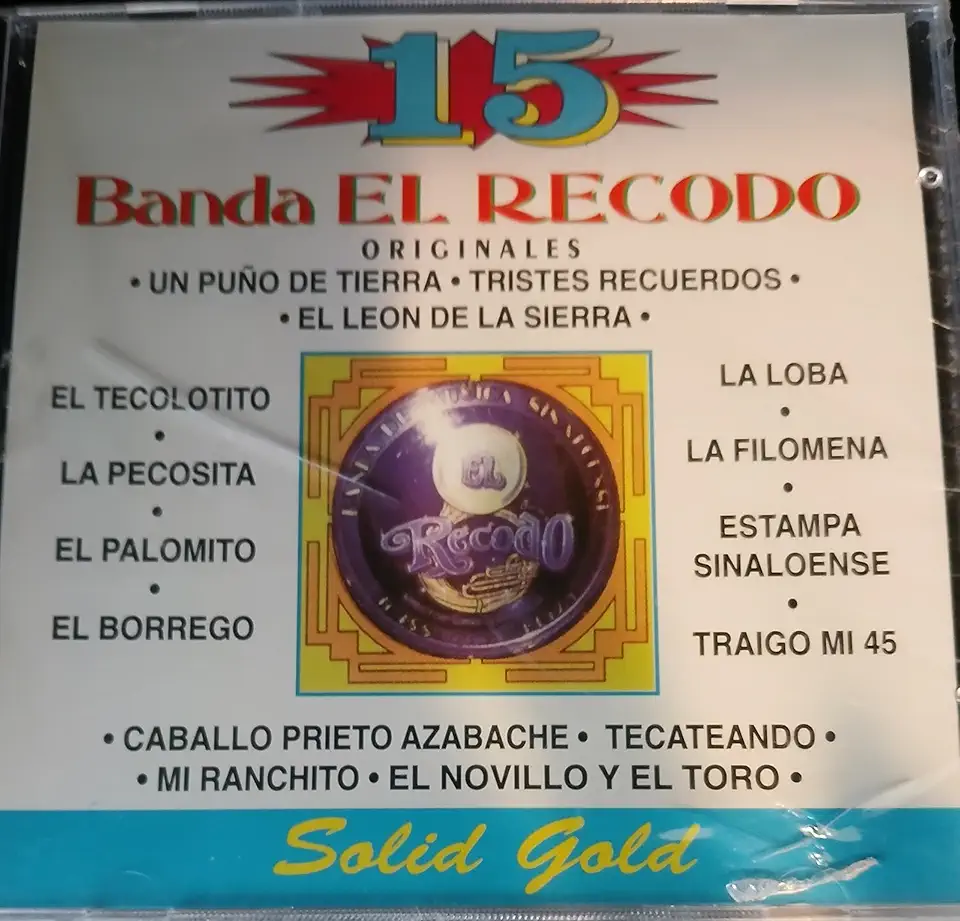 15
Banda EL RECODO
ORIGINALES
• UN PUÑO DE TIERRA • TRISTES RECUERDOS •
• EL LEON DE LA SIERRA •
EL TECOLOTITO
•
LA PECOSITA
•
EL PALOMITO
•
EL BORREGO
EL
Recodo
LA LOBA
•
LA FILOMENA
•
ESTAMPA
SINALOENSE
•
TRAIGO MI 45
• CABALLO PRIETO AZABACHE • TECATEANDO •
• MI RANCHITO • EL NOVILLO Y EL TORO •
Solid Gold